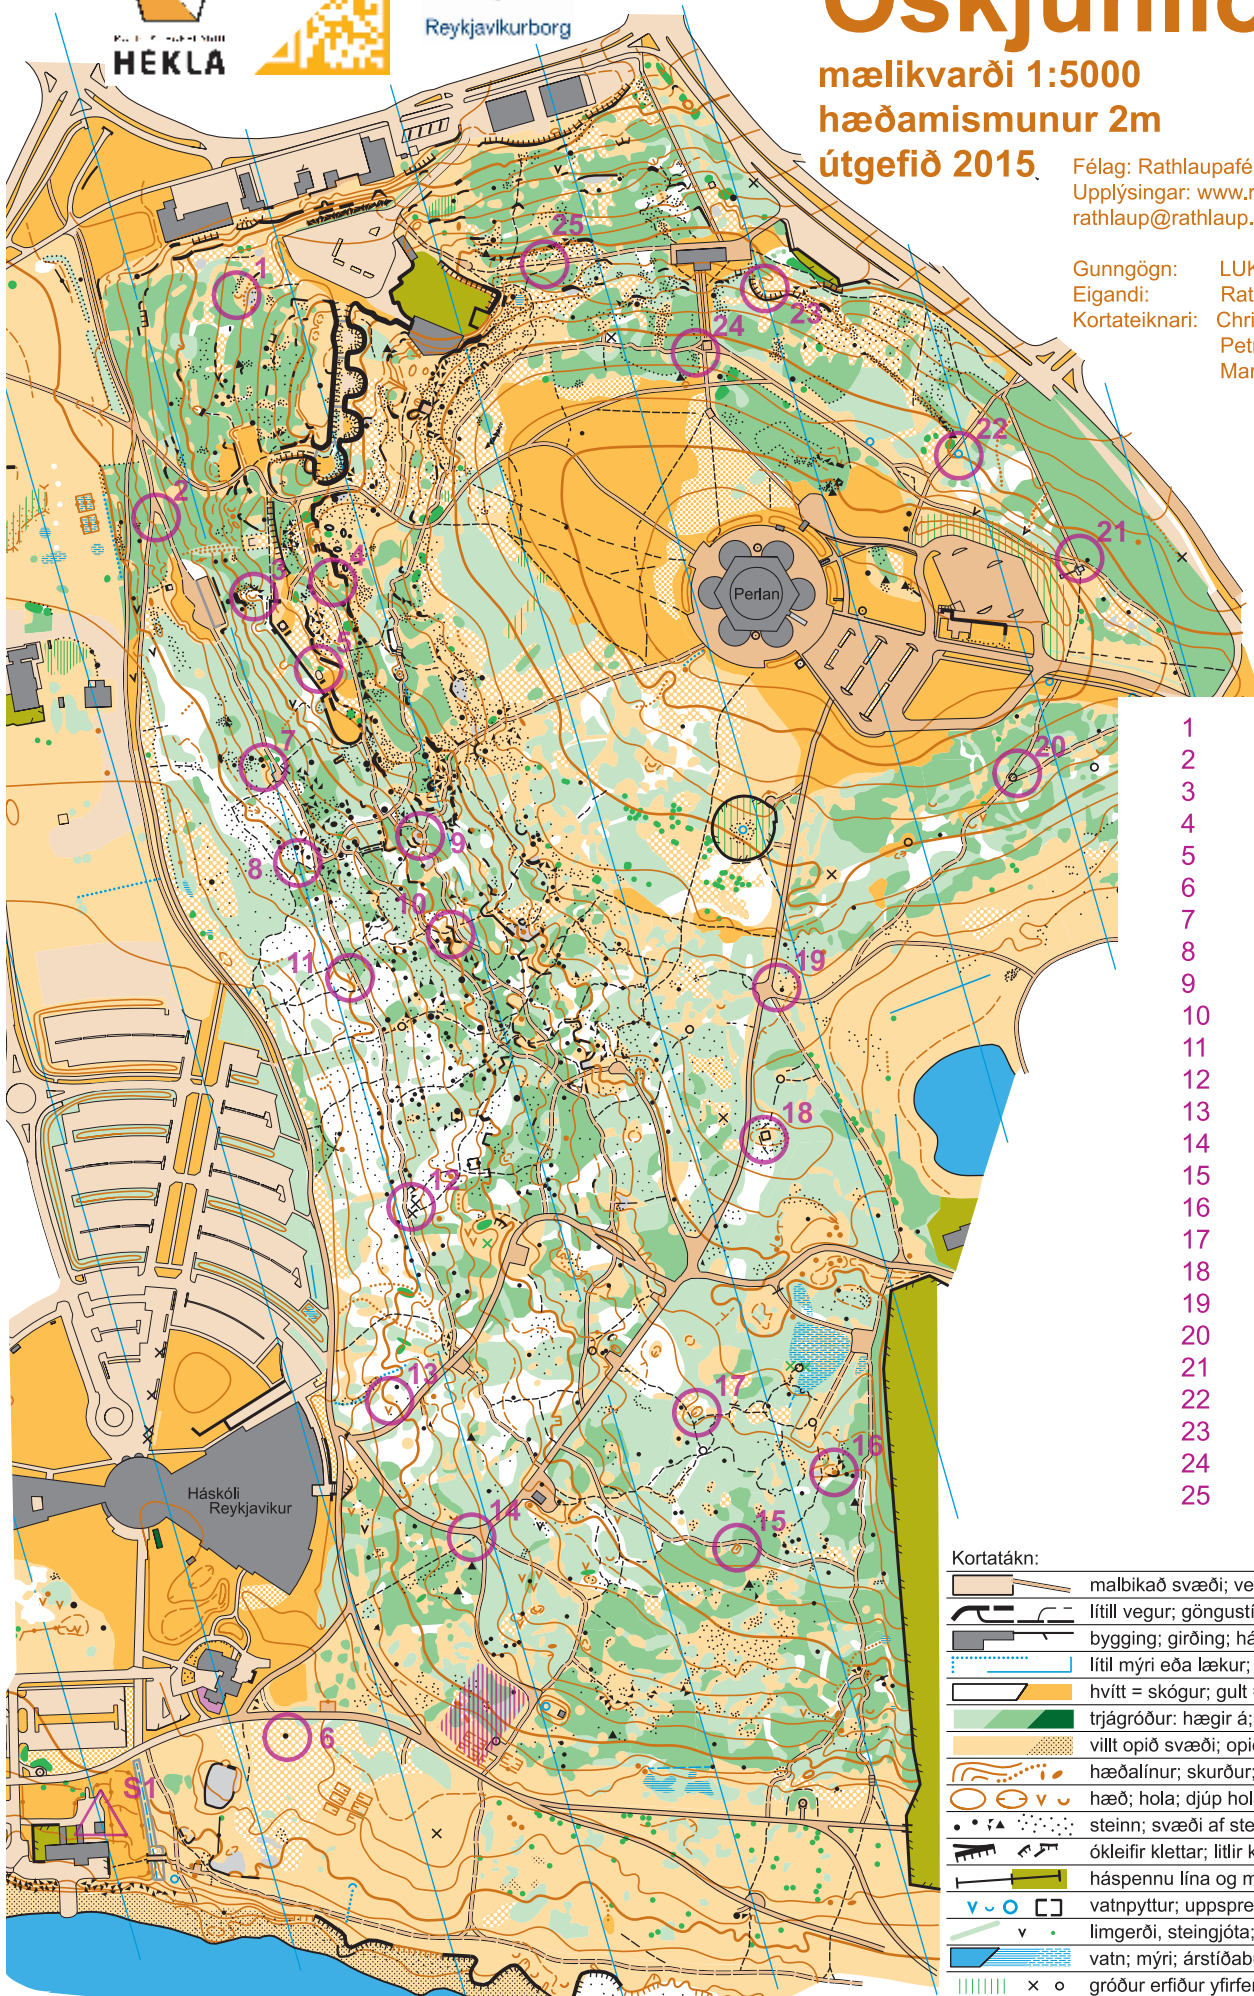 HEKLA
Reykjavíkurborg
mælikvarði 1:5000
hæðamismunur 2m
útgefið 2015
Félag: Rathlaupafé
Upplýsingar: www.r
rathlaup@rathlaup.
Gunngögn: LUK
Eigandi: Rat
Kortateiknari: Chri
Petr
Mar
25
1
23
24
22
2
21
4
3
Perlan
5
7
20
9
8
10
11
19
18
12
13
17
16
Háskóli
Reykjavikur
14
15
6
S1
1
2
3
4
5
6
7
8
9
10
11
12
13
14
15
16
17
18
19
20
21
22
23
24
25
Kortatákn:
malbikað svæði; ve
lítill vegur; göngustí
bygging; girðing; há
lítil mýri eða lækur;
hvítt = skógur; gult
trjágróður: hægir á;
villt opið svæði; opi
hæðalínur; skurður;
hæð; hola; djúp hol
steinn; svæði af ste
ókleifir klettar; litlir k
háspennu lína og m
vatnpyttur; uppspre
limgerði, steingjóta;
vatn; mýri; árstíðab
gróður erfiður yfirfer